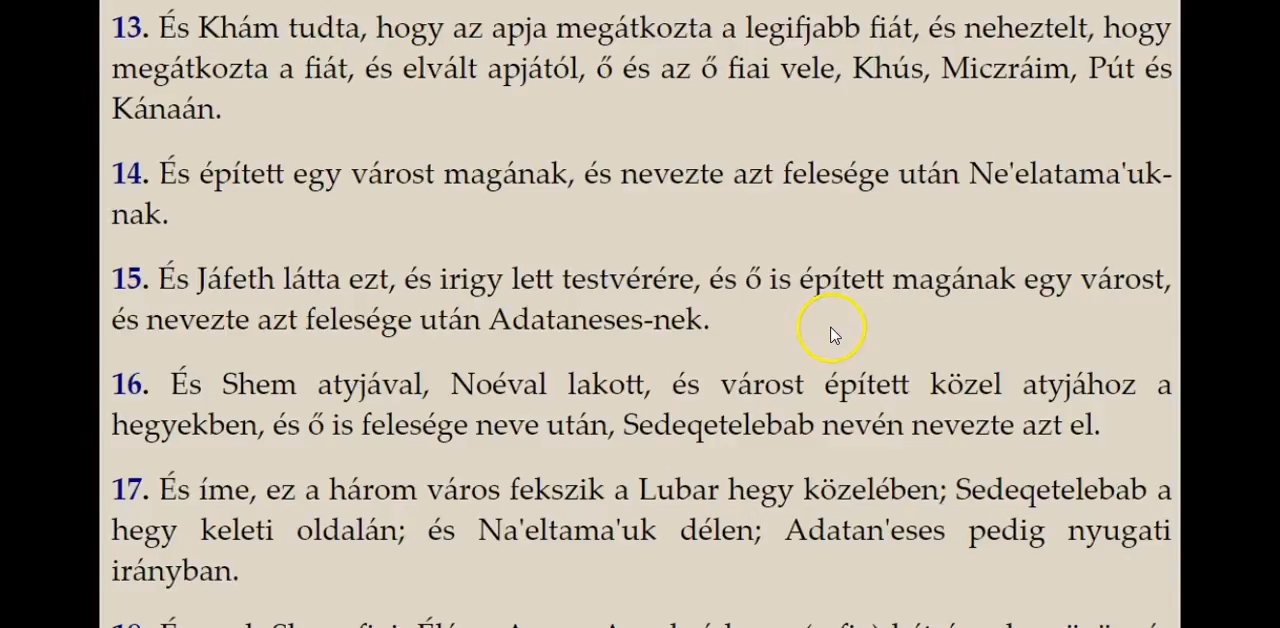 13. És Khám tudta, hogy az apja megátkozta a legifjabb fiát, és neheztelt, hogy
megátkozta a fiát, és elvált apjától, ő és az ő fiai vele, Khús, Miczráim, Pút és
Kánaán.
14. És épített egy várost magának, és nevezte azt felesége után Ne'elatama'uk-
nak.
15. És Jáfeth látta ezt, és irigy lett testvérére, és ő is épített magának egy várost,
és nevezte azt felesége után Adataneses-nek.
16. És Shem atyjával, Noéval lakott, és várost épített közel atyjához a
hegyekben, és ő is felesége neve után, Sedeqetelebab nevén nevezte azt el.
17. És íme, ez a három város fekszik a Lubar hegy közelében; Sedeqetelebab a
hegy keleti oldalán; és Na'eltama'uk délen; Adatan'eses pedig nyugati
irányban.